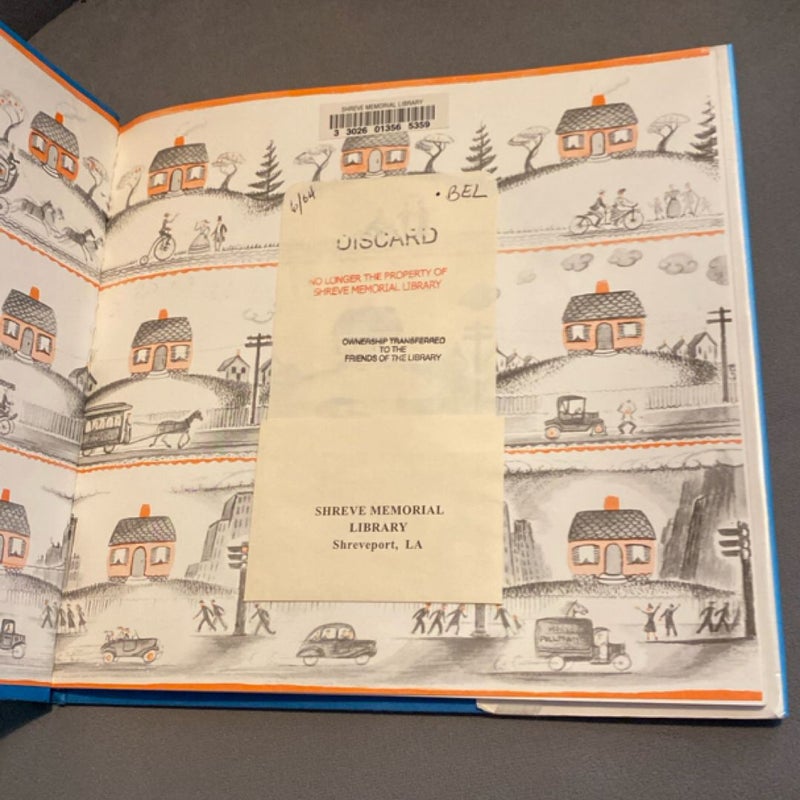 SHREVE MEMORIAL LIBRARY
3 3026 01356 5359
6/04 • BEL
DISCARD
NO LONGER THE PROPERTY OF
SHREVE MEMORIAL LIBRARY
OWNERSHIP TRANSFERRED
TO THE
FRIENDS OF THE LIBRARY
SHREVE MEMORIAL
LIBRARY
Shreveport, LA